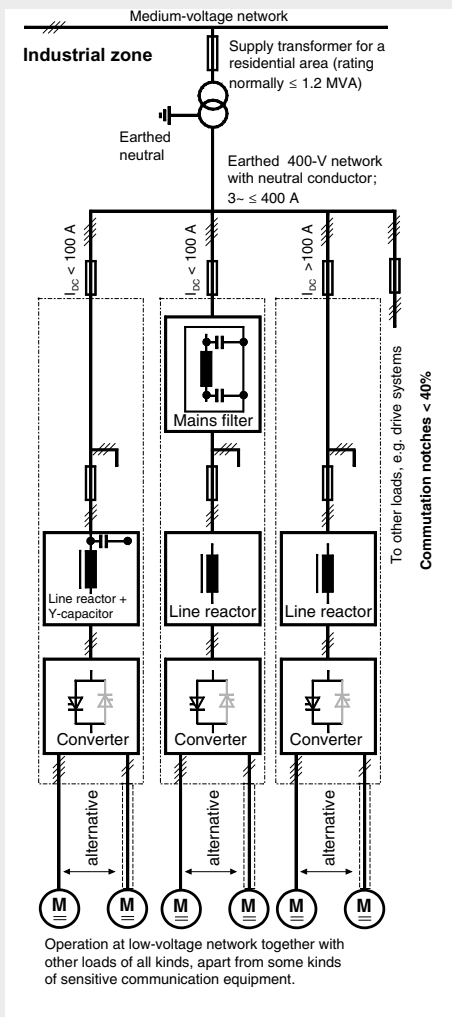 Medium-voltage network
Industrial zone
Supply transformer for a
residential area (rating
normally ≤ 1.2 MVA)
Earthed
neutral
Earthed 400-V network
with neutral conductor;
3~ ≤ 400 A
I_DC < 100 A
I_DC < 100 A
I_DC > 100 A
To other loads, e.g. drive systems
Commutation notches < 40%
Mains filter
Line reactor +
Y-capacitor
Line reactor
Line reactor
Converter
Converter
Converter
alternative
alternative
alternative
M
M
M
M
M
M
Operation at low-voltage network together with
other loads of all kinds, apart from some kinds
of sensitive communication equipment.